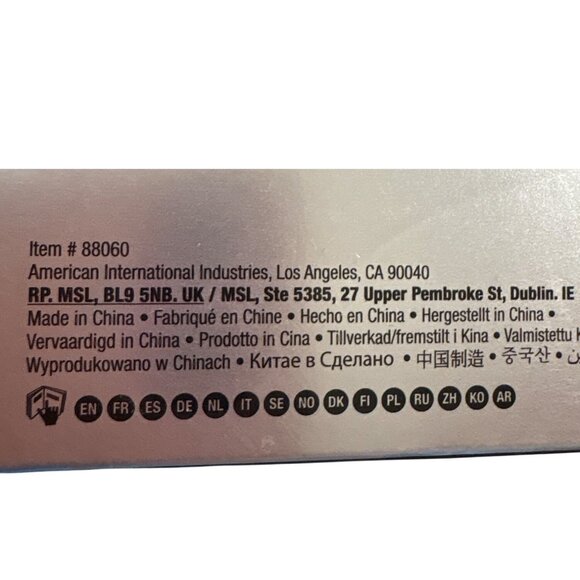 Item # 88060
American International Industries, Los Angeles, CA 90040
RP. MSL, BL9 5NB. UK / MSL, Ste 5385, 27 Upper Pembroke St, Dublin. IE
Made in China • Fabriqué en Chine • Hecho en China • Hergestellt in China •
Vervaardigd in China • Prodotto in Cina • Tillverkad/fremstilt i Kina • Valmistettu K
Wyprodukowano w Chinach • Китае в Сделано • 中国制造 • 중국산 •
EN FR ES DE NL IT SE NO DK FI PL RU ZH KO AR